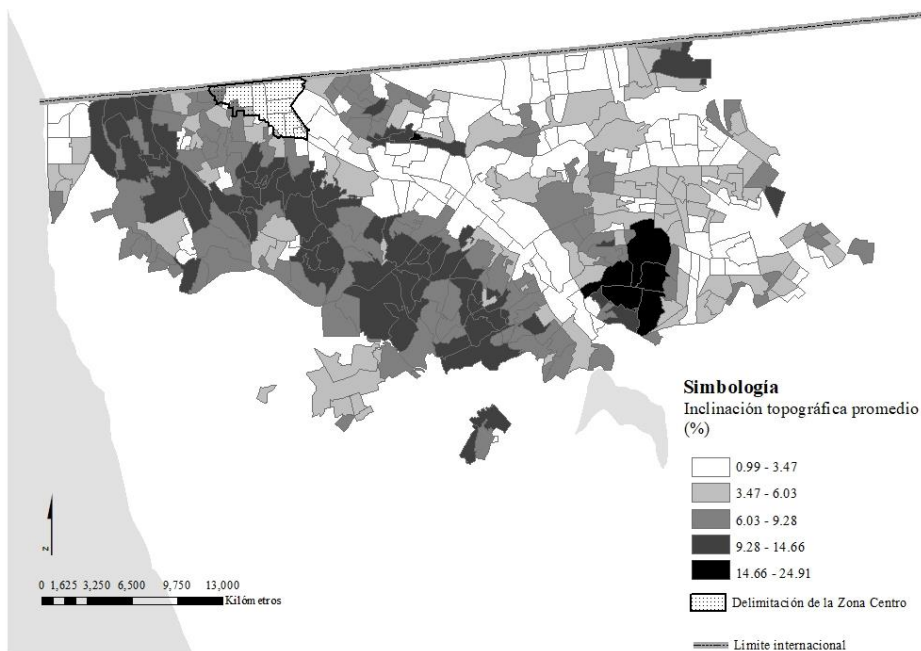 Simbología
Inclinación topográfica promedio
(%)
0.99 - 3.47
3.47 - 6.03
6.03 - 9.28
9.28 - 14.66
14.66 - 24.91
Delimitación de la Zona Centro
Limite internacional
N
0 1,625 3,250 6,500 9,750 13,000
Kilómetros